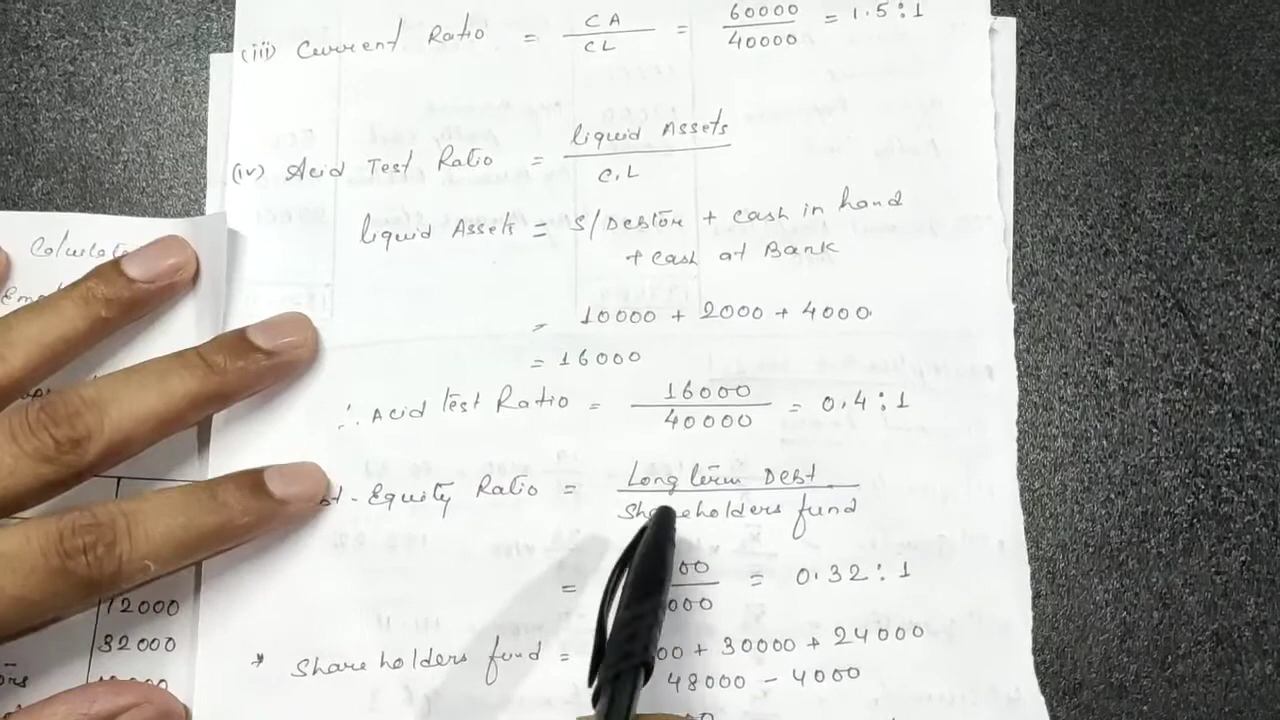 (iii) Current Ratio = CA / CL = 60000 / 40000 = 1.5:1
(iv) Acid Test Ratio = liquid Assets / C.L
liquid Assets = S/Debtor + cash in hand
+ cash at Bank
= 10000 + 2000 + 4000
= 16000
∴ Acid Test Ratio = 16000 / 40000 = 0.4:1
Equity Ratio = Long term Debt / Shareholders fund
= = 0.32:1
* Shareholders fund = + 30000 + 24000
48000 - 4000
12000
32000